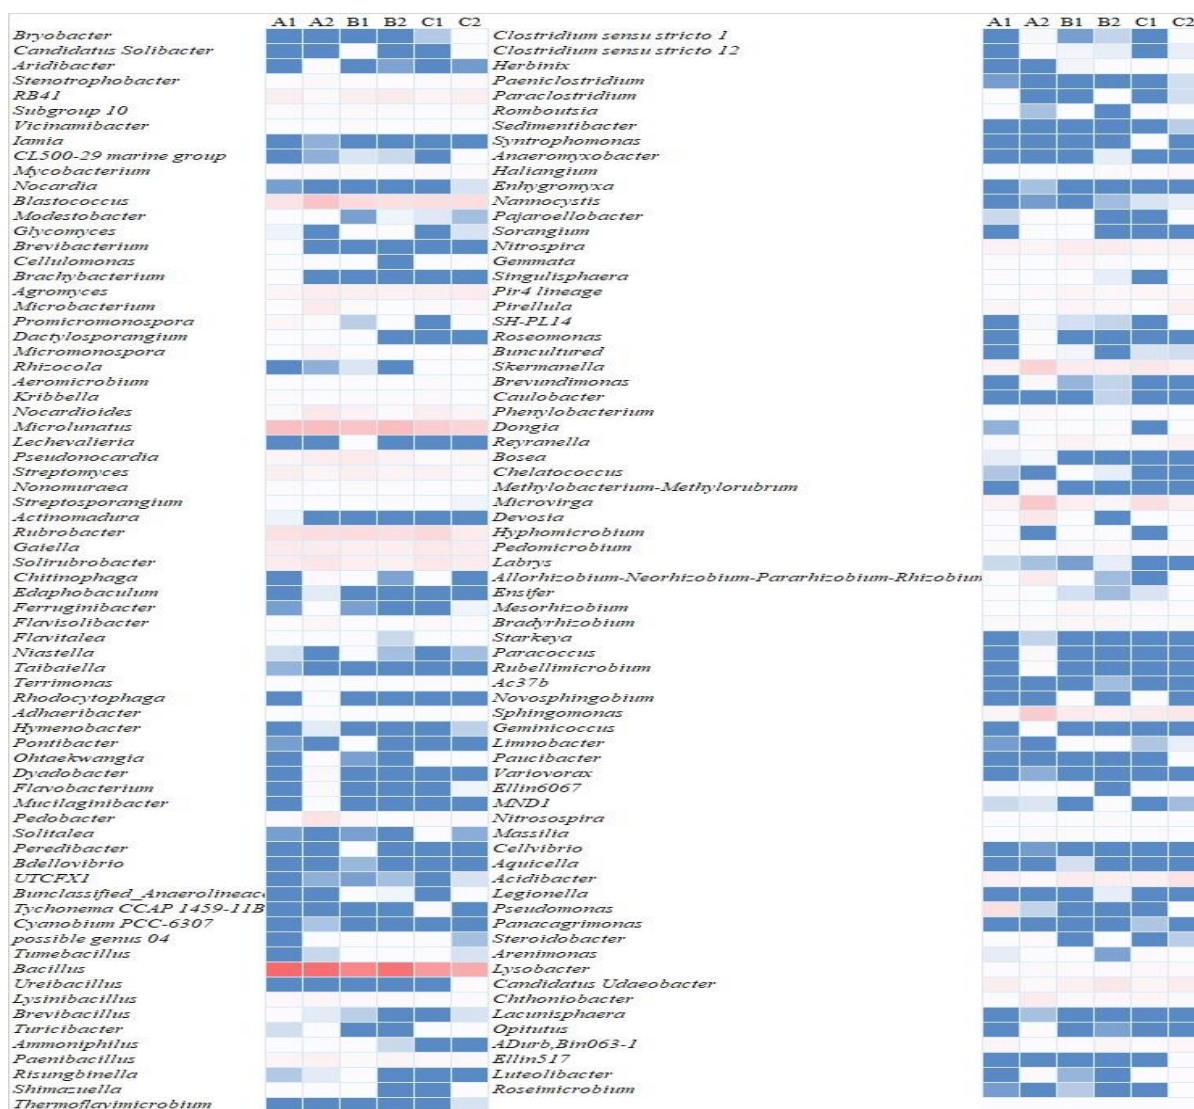 A1 A2 B1 B2 C1 C2
Bryobacter
Candidatus Solibacter
Aridibacter
Stenotrophobacter
RB41
Subgroup 10
Vicinamibacter
Iamia
CL500-29 marine group
Mycobacterium
Nocardia
Blastococcus
Modestobacter
Glycomyces
Brevibacterium
Cellulomonas
Brachybacterium
Agromyces
Microbacterium
Promicromonospora
Dactylosporangium
Micromonospora
Rhizocola
Aeromicrobium
Kribbella
Nocardioides
Microlunatus
Lechevalieria
Pseudonocardia
Streptomyces
Nonomuraea
Streptosporangium
Actinomadura
Rubrobacter
Gaiella
Solirubrobacter
Chitinophaga
Edaphobaculum
Ferruginibacter
Flavisolibacter
Flavitalea
Niastella
Taibaiella
Terrimonas
Rhodocytophaga
Adhaeribacter
Hymenobacter
Pontibacter
Ohtaekwangia
Dyadobacter
Flavobacterium
Mucilaginibacter
Pedobacter
Solitalea
Peredibacter
Bdellovibrio
UTCFX1
Bunclassified_Anaerolineace
Tychonema CCAP 1459-11B
Cyanobium PCC-6307
possible genus 04
Tumebacillus
Bacillus
Ureibacillus
Lysinibacillus
Brevibacillus
Turicibacter
Ammoniphilus
Paenibacillus
Risungbinella
Shimazuella
Thermoflavimicrobium
A1 A2 B1 B2 C1 C2
Clostridium sensu stricto 1
Clostridium sensu stricto 12
Herbinix
Paeniclostridium
Paraclostridium
Romboutsia
Sedimentibacter
Syntrophomonas
Anaeromyxobacter
Haliangium
Enhygromyxa
Nannocystis
Pajaroellobacter
Sorangium
Nitrospira
Gemmata
Singulisphaera
Pir4 lineage
Pirellula
SH-PL14
Roseomonas
Buncultured
Skermanella
Brevundimonas
Caulobacter
Phenylobacterium
Dongia
Reyranella
Bosea
Chelatococcus
Methylobacterium-Methylorubrum
Microvirga
Devosia
Hyphomicrobium
Pedomicrobium
Labrys
Allorhizobium-Neorhizobium-Pararhizobium-Rhizobium
Ensifer
Mesorhizobium
Bradyrhizobium
Starkeya
Paracoccus
Rubellimicrobium
Ac37b
Novosphingobium
Sphingomonas
Geminicoccus
Limnobacter
Paucibacter
Variovorax
Ellin6067
MND1
Nitrosospira
Massilia
Cellvibrio
Aquicella
Acidibacter
Legionella
Pseudomonas
Panacagrimonas
Steroidobacter
Arenimonas
Lysobacter
Candidatus Udaeobacter
Chthoniobacter
Lacunisphaera
Opitutus
ADurb,Bin063-1
Ellin517
Luteolibacter
Roseimicrobium